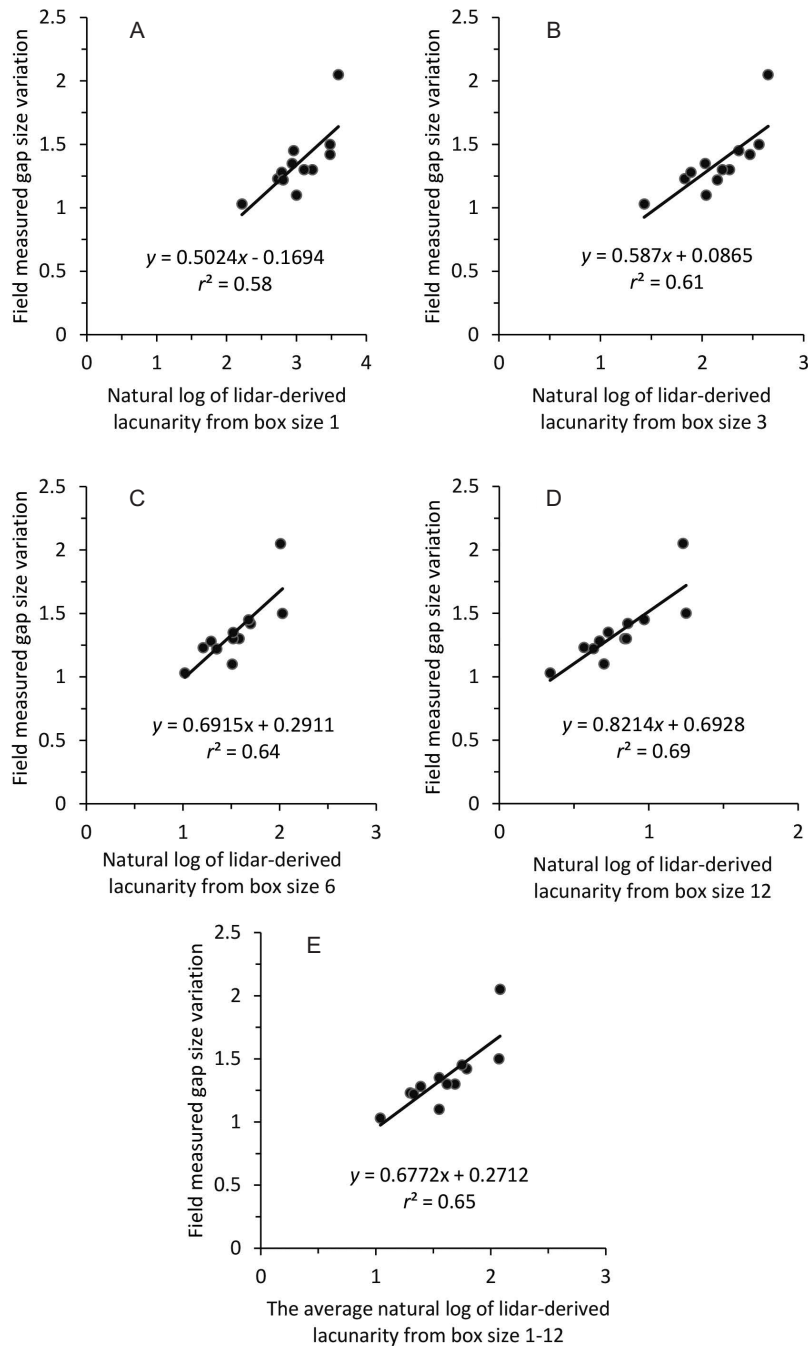 A
Field measured gap size variation
2.5
2
1.5
1
0.5
0
y = 0.5024x - 0.1694
r² = 0.58
0 1 2 3 4
Natural log of lidar-derived
lacunarity from box size 1
B
Field measured gap size variation
2.5
2
1.5
1
0.5
0
y = 0.587x + 0.0865
r² = 0.61
0 1 2 3
Natural log of lidar-derived
lacunarity from box size 3
C
Field measured gap size variation
2.5
2
1.5
1
0.5
0
y = 0.6915x + 0.2911
r² = 0.64
0 1 2 3
Natural log of lidar-derived
lacunarity from box size 6
D
Field measured gap size variation
2.5
2
1.5
1
0.5
0
y = 0.8214x + 0.6928
r² = 0.69
0 1 2
Natural log of lidar-derived
lacunarity from box size 12
E
Field measured gap size variation
2.5
2
1.5
1
0.5
0
y = 0.6772x + 0.2712
r² = 0.65
0 1 2 3
The average natural log of lidar-derived
lacunarity from box size 1-12